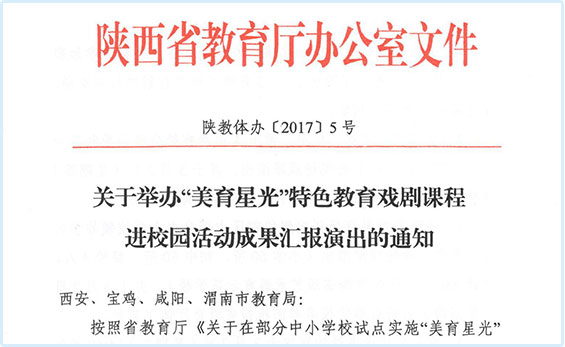 陕西省教育厅办公室文件
陕教体办〔2017〕5号
关于举办“美育星光”特色教育戏剧课程
进校园活动成果汇报演出的通知
西安、宝鸡、咸阳、渭南市教育局：
按照省教育厅《关于在部分中小学校试点实施“美育星光”